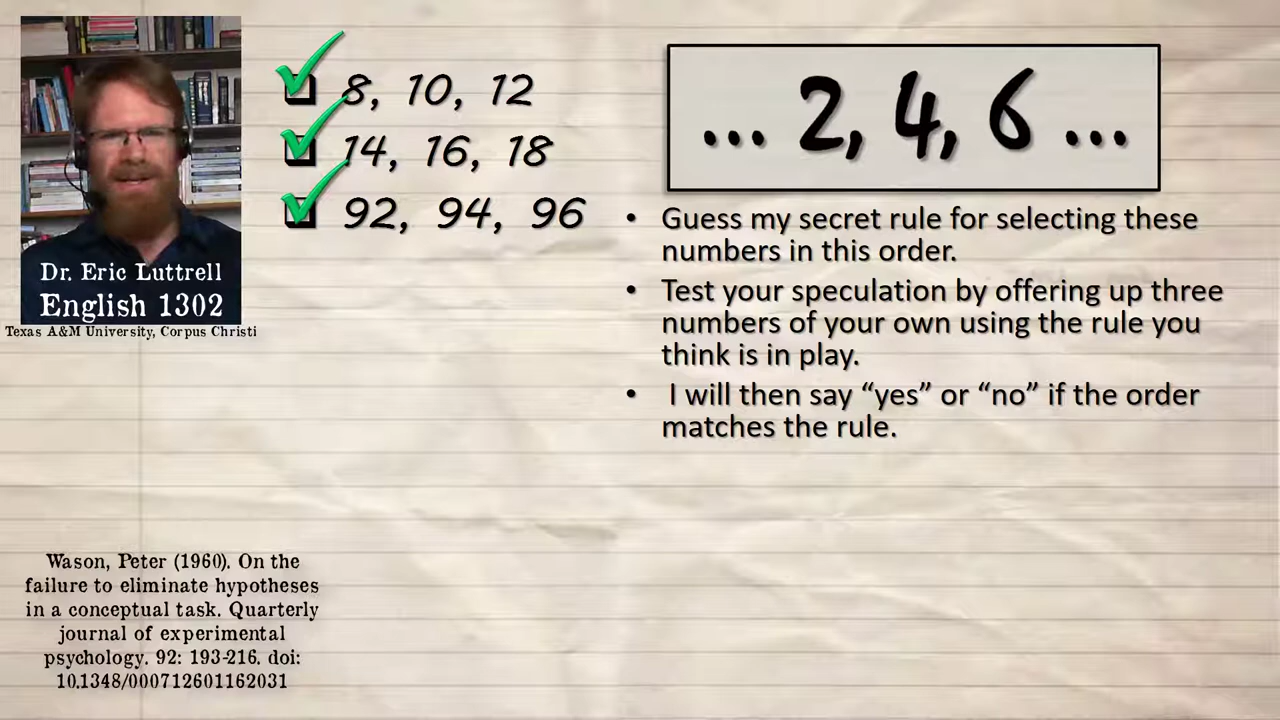 8, 10, 12
14, 16, 18
92, 94, 96
... 2, 4, 6 ...
• Guess my secret rule for selecting these
numbers in this order.
• Test your speculation by offering up three
numbers of your own using the rule you
think is in play.
• I will then say “yes” or “no” if the order
matches the rule.
Dr. Eric Luttrell
English 1302
Texas A&M University, Corpus Christi
Wason, Peter (1960). On the
failure to eliminate hypotheses
in a conceptual task. Quarterly
journal of experimental
psychology. 92: 193-216. doi:
10.1348/000712601162031